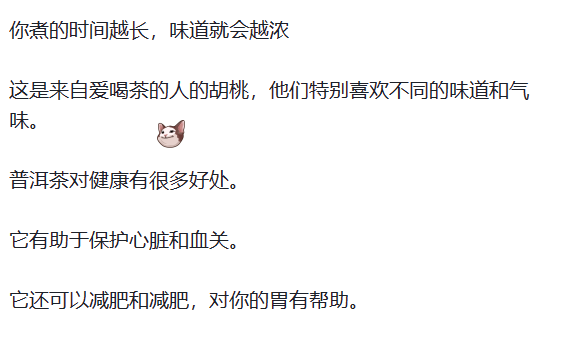 你煮的时间越长，味道就会越浓
这是来自爱喝茶的人的胡桃，他们特别喜欢不同的味道和气
味。
普洱茶对健康有很多好处。
它有助于保护心脏和血关。
它还可以减肥和减肥，对你的胃有帮助。